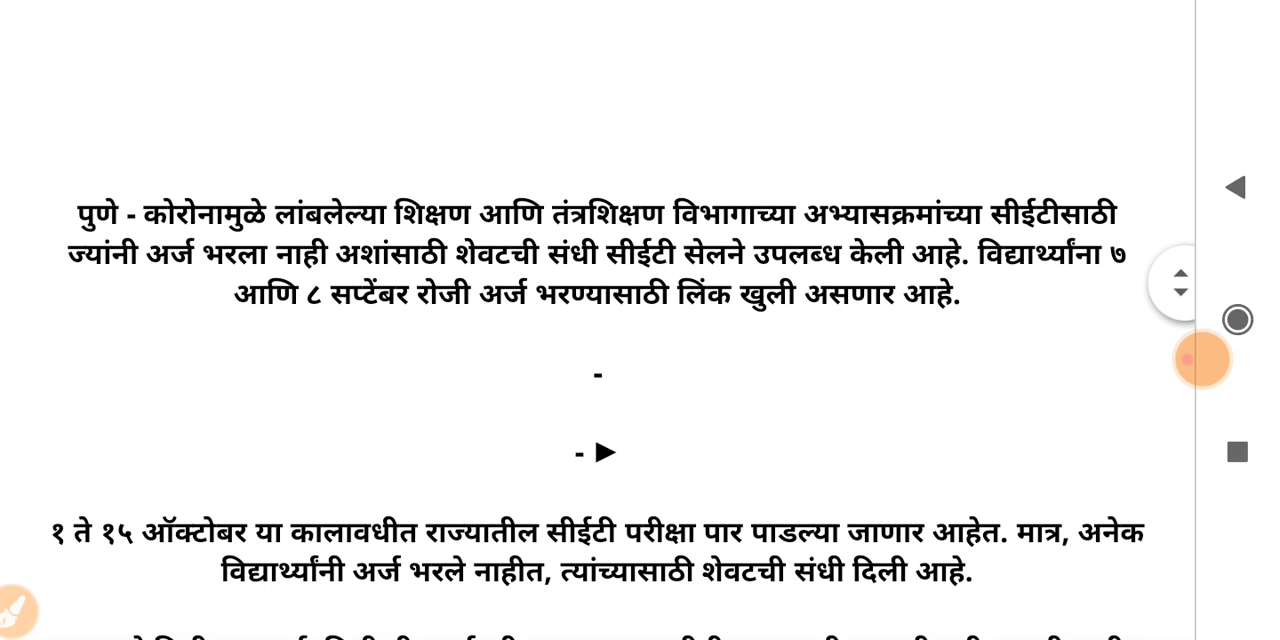 पुणे - कोरोनामुळे लांबलेल्या शिक्षण आणि तंत्रशिक्षण विभागाच्या अभ्यासक्रमांच्या सीईटीसाठी
ज्यांनी अर्ज भरला नाही अशांसाठी शेवटची संधी सीईटी सेलने उपलब्ध केली आहे. विद्यार्थ्यांना ७
आणि ८ सप्टेंबर रोजी अर्ज भरण्यासाठी लिंक खुली असणार आहे.
-
- ►
१ ते १५ ऑक्टोबर या कालावधीत राज्यातील सीईटी परीक्षा पार पाडल्या जाणार आहेत. मात्र, अनेक
विद्यार्थ्यांनी अर्ज भरले नाहीत, त्यांच्यासाठी शेवटची संधी दिली आहे.